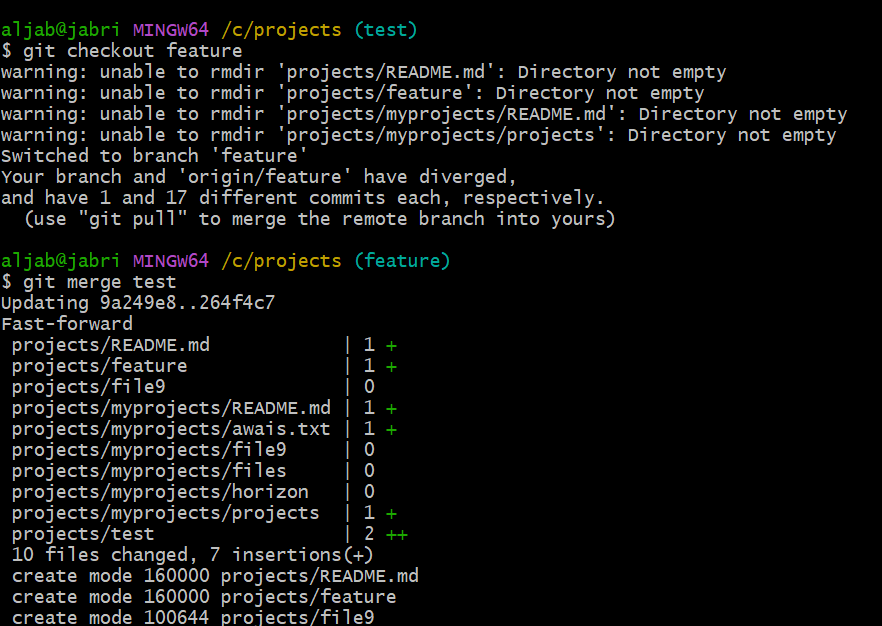 aljab@jabri MINGW64 /c/projects (test)
$ git checkout feature
warning: unable to rmdir 'projects/README.md': Directory not empty
warning: unable to rmdir 'projects/feature': Directory not empty
warning: unable to rmdir 'projects/myprojects/README.md': Directory not empty
warning: unable to rmdir 'projects/myprojects/projects': Directory not empty
Switched to branch 'feature'
Your branch and 'origin/feature' have diverged,
and have 1 and 17 different commits each, respectively.
  (use "git pull" to merge the remote branch into yours)

aljab@jabri MINGW64 /c/projects (feature)
$ git merge test
Updating 9a249e8..264f4c7
Fast-forward
 projects/README.md            | 1 +
 projects/feature              | 1 +
 projects/file9                | 0
 projects/myprojects/README.md | 1 +
 projects/myprojects/awais.txt | 1 +
 projects/myprojects/file9     | 0
 projects/myprojects/files     | 0
 projects/myprojects/horizon   | 0
 projects/myprojects/projects  | 1 +
 projects/test                 | 2 ++
 10 files changed, 7 insertions(+)
 create mode 160000 projects/README.md
 create mode 160000 projects/feature
 create mode 100644 projects/file9